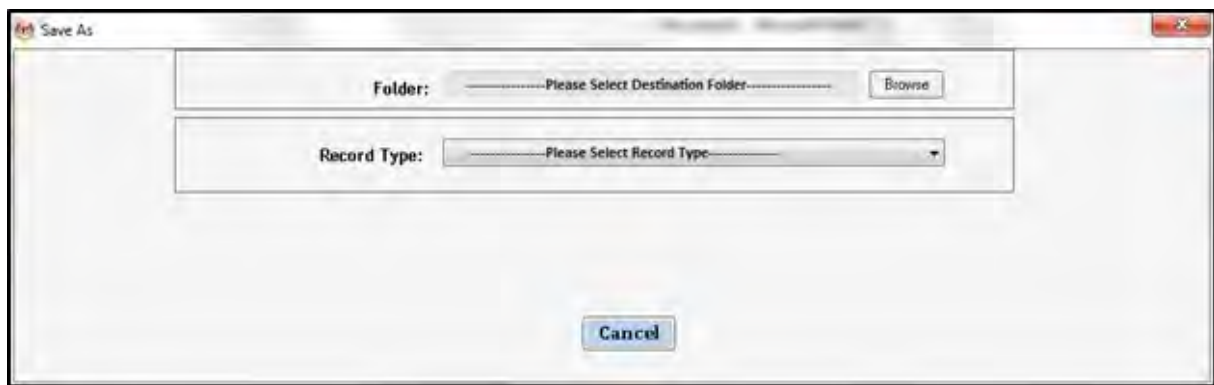 Save As
Folder: ----------------Please Select Destination Folder----------------- Browse
Record Type: ----------------Please Select Record Type---------------
Cancel